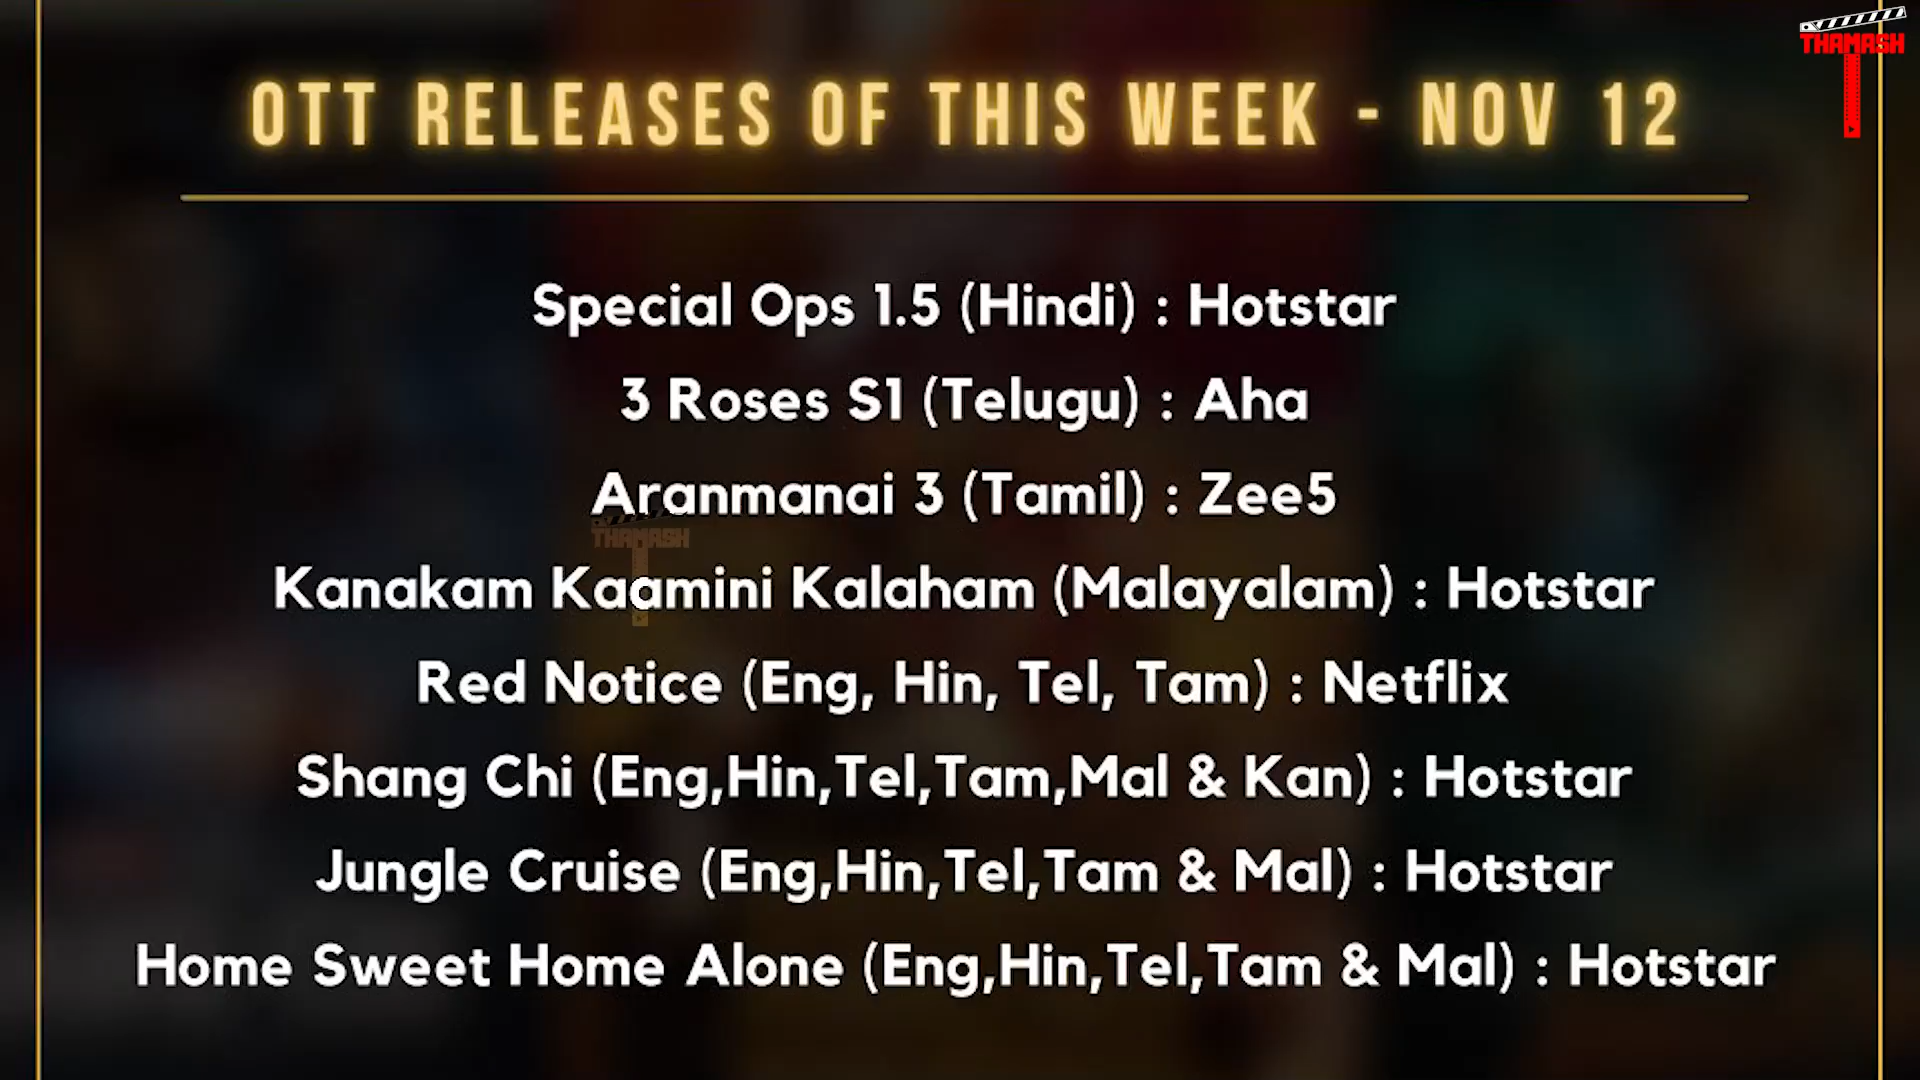 THAMASH
OTT RELEASES OF THIS WEEK - NOV 12
Special Ops 1.5 (Hindi) : Hotstar
3 Roses S1 (Telugu) : Aha
Aranmanai 3 (Tamil) : Zee5
THAMASH
Kanakam Kaamini Kalaham (Malayalam) : Hotstar
Red Notice (Eng, Hin, Tel, Tam) : Netflix
Shang Chi (Eng,Hin,Tel,Tam,Mal & Kan) : Hotstar
Jungle Cruise (Eng,Hin,Tel,Tam & Mal) : Hotstar
Home Sweet Home Alone (Eng,Hin,Tel,Tam & Mal) : Hotstar